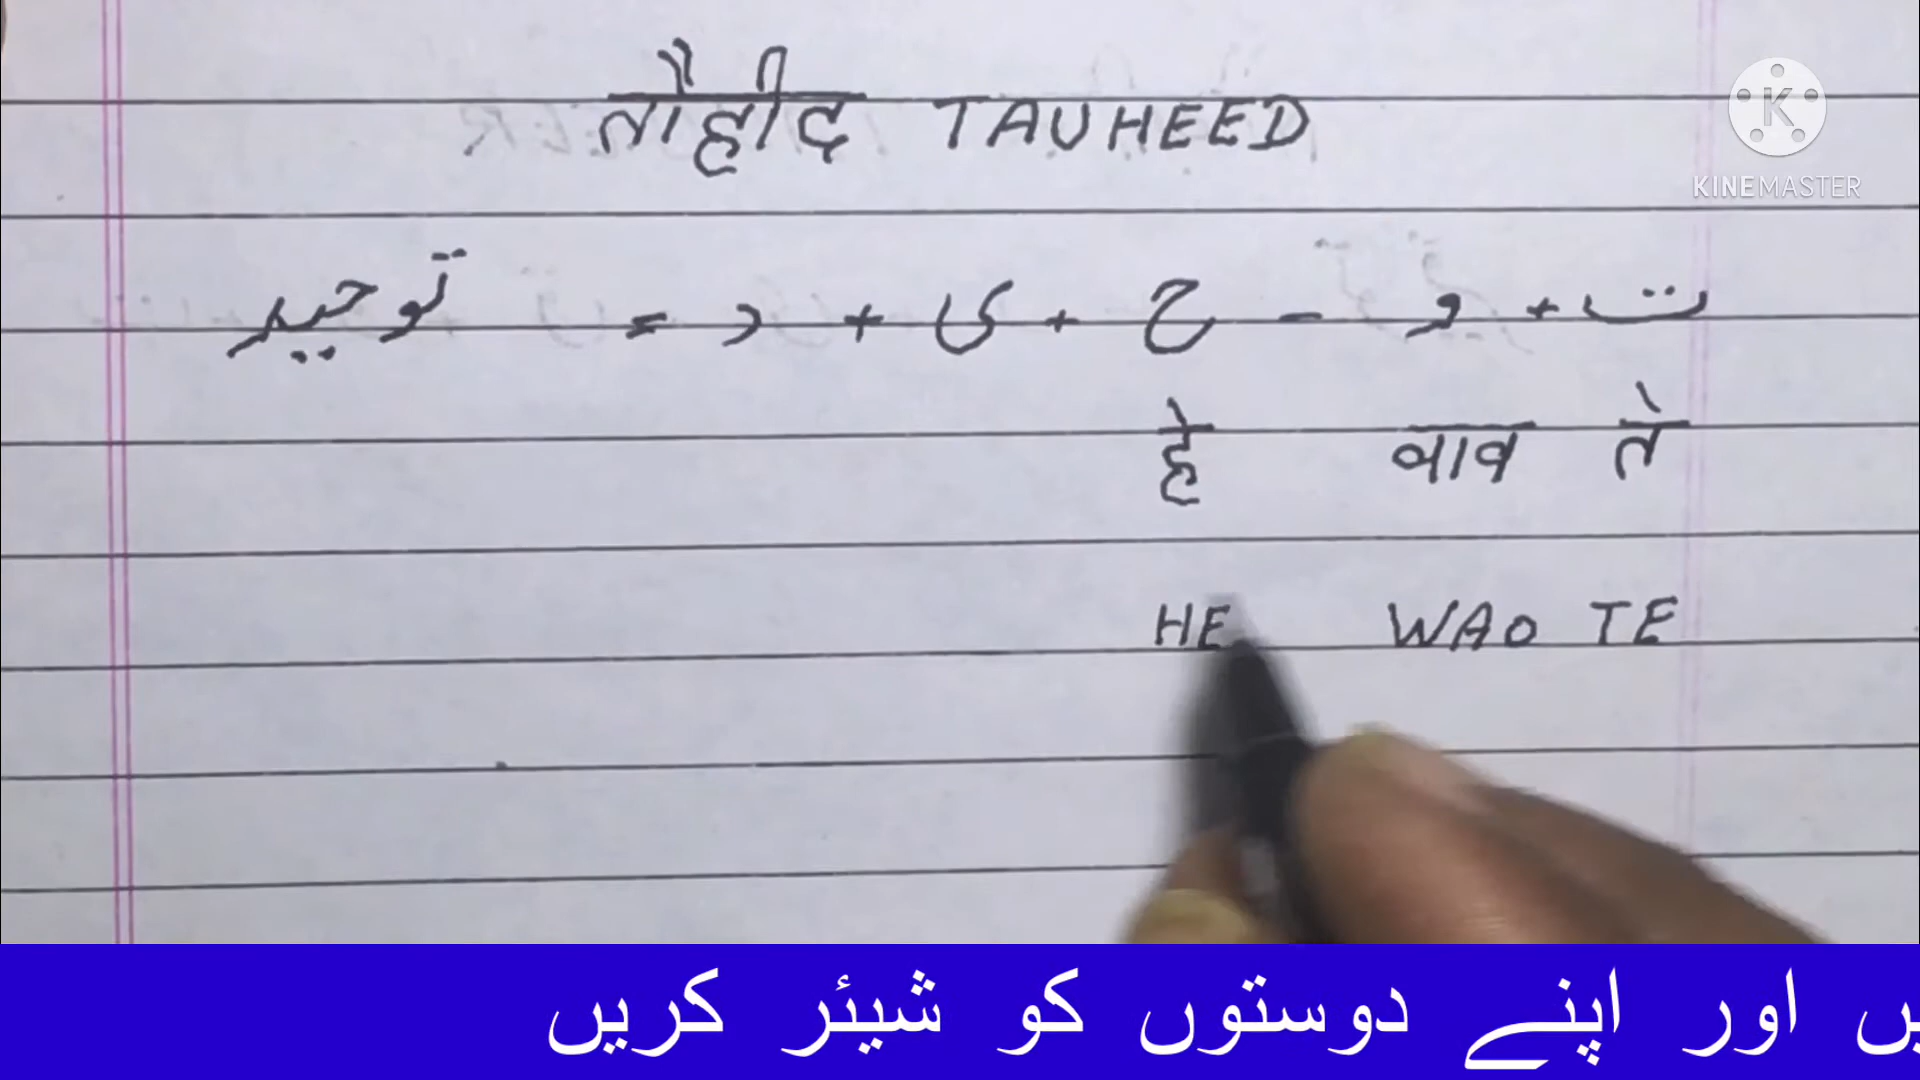 तौहीद TAUHEED
KINEMASTER
ت + و - ح + ی + د = توحید
ते वाव हे
TE WAO HE
یں اور اپنے دوستوں کو شیئر کریں